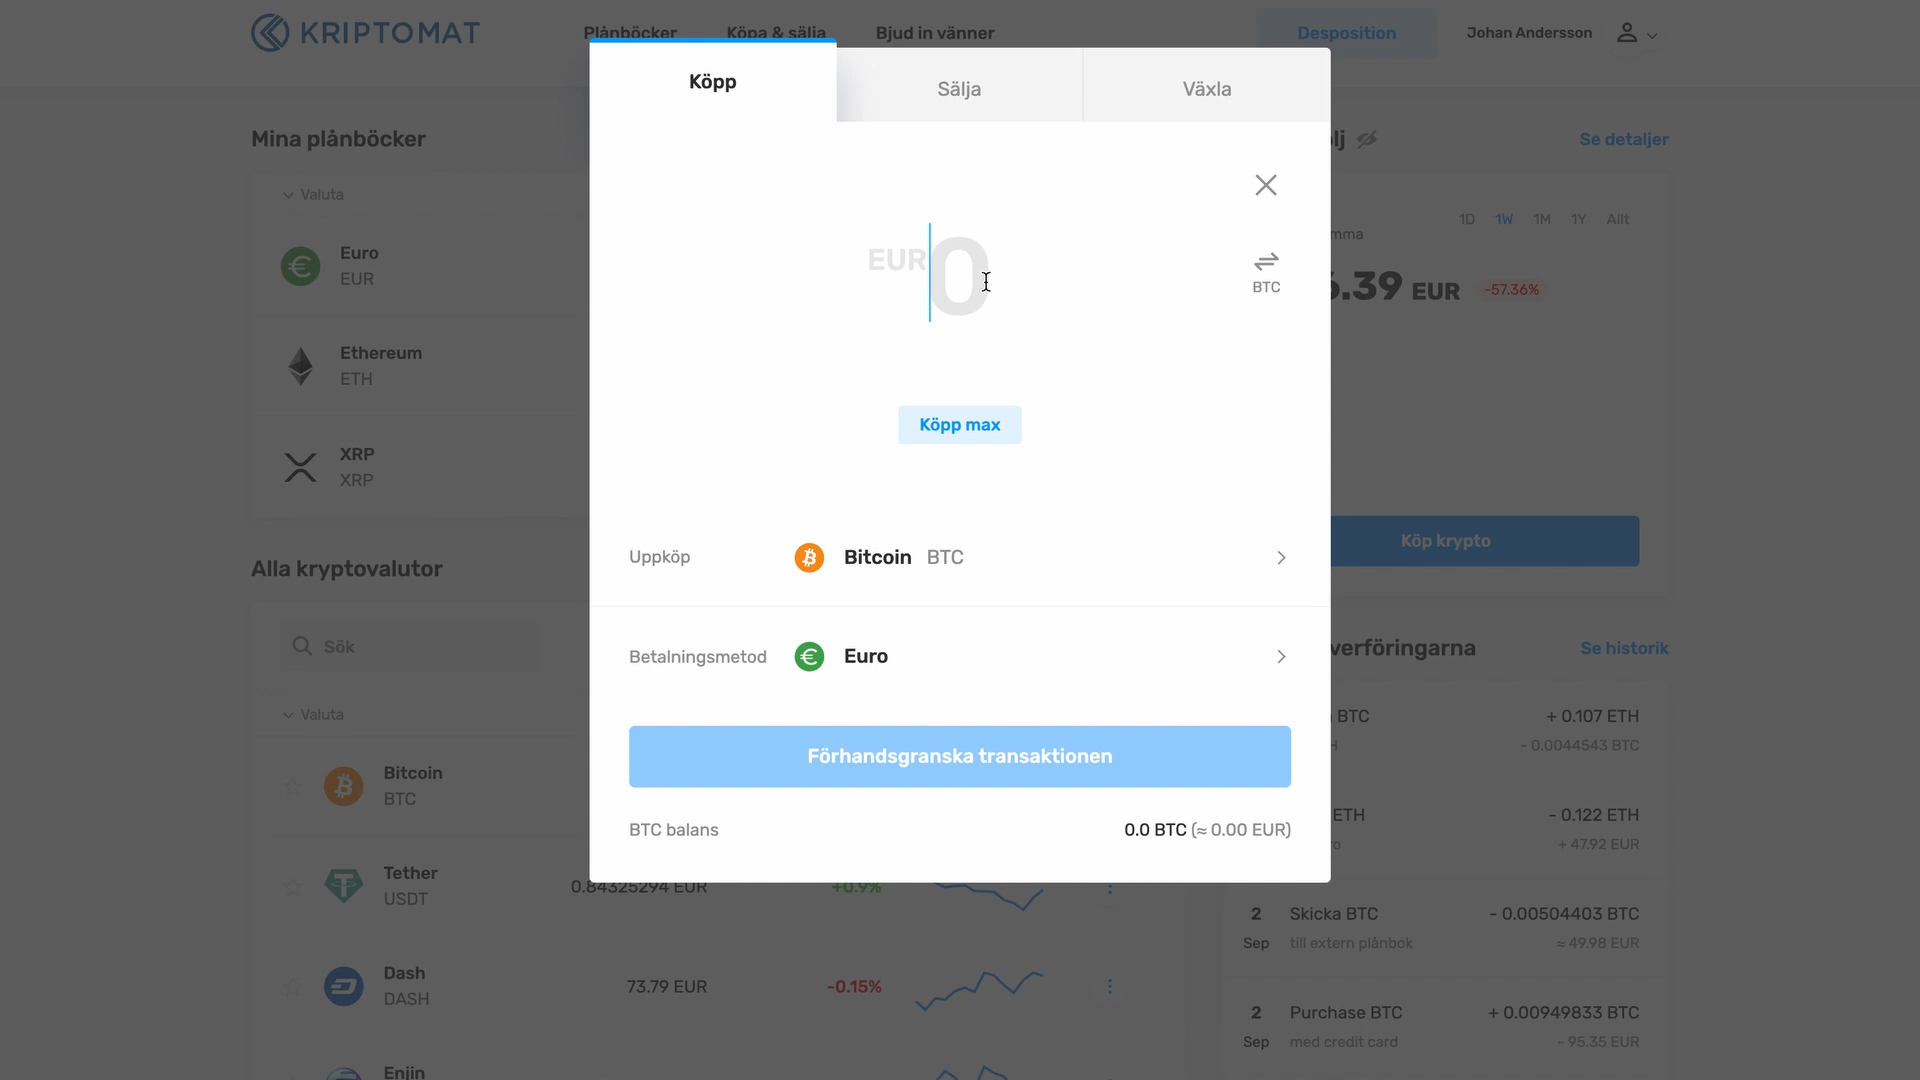 KRIPTOMAT
Plånböcker
Köpa & sälja
Bjud in vänner
Desposition
Johan Andersson
Köpp
Sälja
Växla
Mina plånböcker
Se detaljer
Valuta
1D 1W 1M 1Y Allt
Euro
EUR
EUR 0
BTC
EUR
-57.36%
Ethereum
ETH
Köpp max
XRP
XRP
Köp krypto
Uppköp
Bitcoin BTC
Alla kryptovalutor
Sök
Betalningsmetod
Euro
Se historik
Valuta
BTC
+ 0.107 ETH
- 0.0044543 BTC
Förhandsgranska transaktionen
Bitcoin
BTC
BTC balans
0.0 BTC (≈ 0.00 EUR)
ETH
- 0.122 ETH
+ 47.92 EUR
Tether
USDT
0.84325294 EUR
+0.9%
2
Sep
Skicka BTC
till extern plånbok
- 0.00504403 BTC
≈ 49.98 EUR
Dash
DASH
73.79 EUR
-0.15%
2
Sep
Purchase BTC
med credit card
+ 0.00949833 BTC
- 95.35 EUR
Enjin